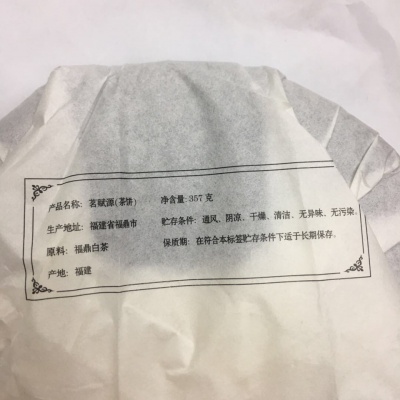 产品名称: 茗赋源(茶饼) 净含量: 357 克
生产地址: 福建省福鼎市 贮存条件: 通风、阴凉、干燥、清洁、无异味、无污染。
原料: 福鼎白茶 保质期: 在符合本标签贮存条件下适于长期保存。
产地: 福建